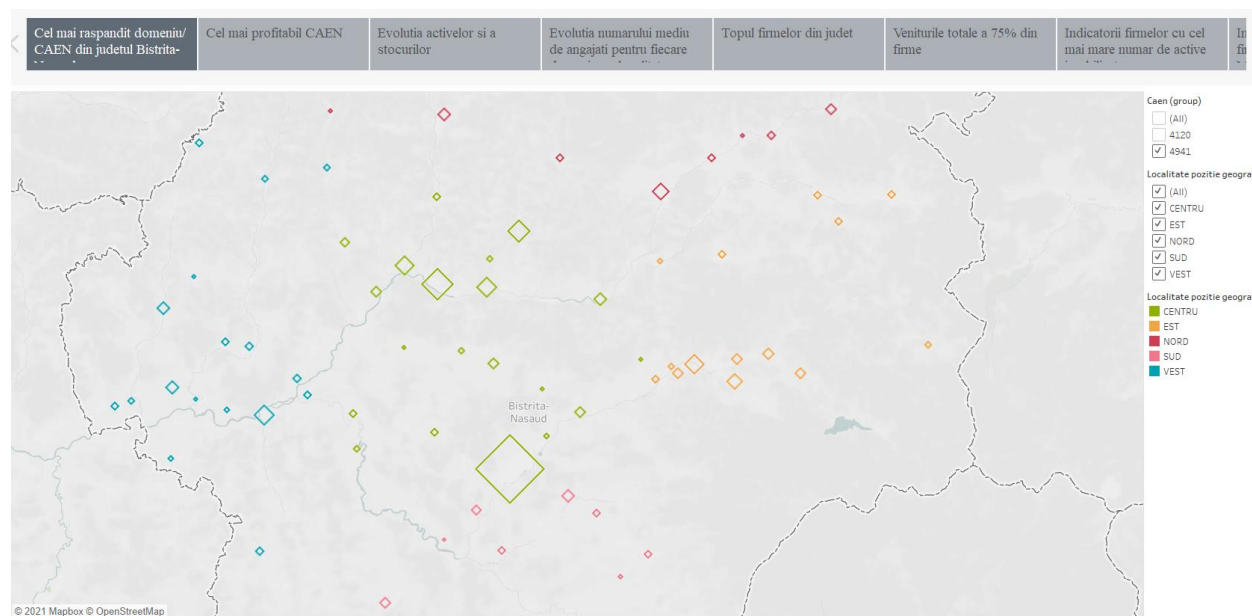 Cel mai raspandit domeniu/
CAEN din judetul Bistrita-
Cel mai profitabil CAEN
Evolutia activelor si a
stocurilor
Evolutia numarului mediu
de angajati pentru fiecare
Topul firmelor din judet
Veniturile totale a 75% din
firme
Indicatorii firmelor cu cel
mai mare numar de active
Caen (group)
(All)
4120
4941
Localitate pozitie geogra
(All)
CENTRU
EST
NORD
SUD
VEST
Localitate pozitie geogra
CENTRU
EST
NORD
SUD
VEST
Bistrita-
Nasaud
© 2021 Mapbox © OpenStreetMap